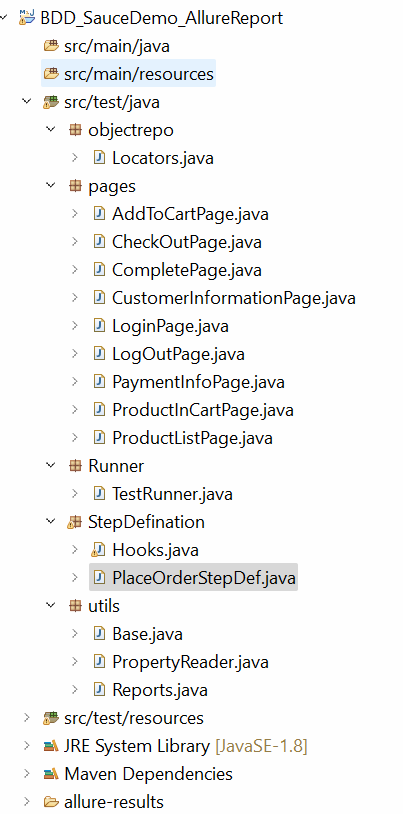 BDD_SauceDemo_AllureReport
src/main/java
src/main/resources
src/test/java
objectrepo
Locators.java
pages
AddToCartPage.java
CheckOutPage.java
CompletePage.java
CustomerInformationPage.java
LoginPage.java
LogOutPage.java
PaymentInfoPage.java
ProductInCartPage.java
ProductListPage.java
Runner
TestRunner.java
StepDefination
Hooks.java
PlaceOrderStepDef.java
utils
Base.java
PropertyReader.java
Reports.java
src/test/resources
JRE System Library [JavaSE-1.8]
Maven Dependencies
allure-results